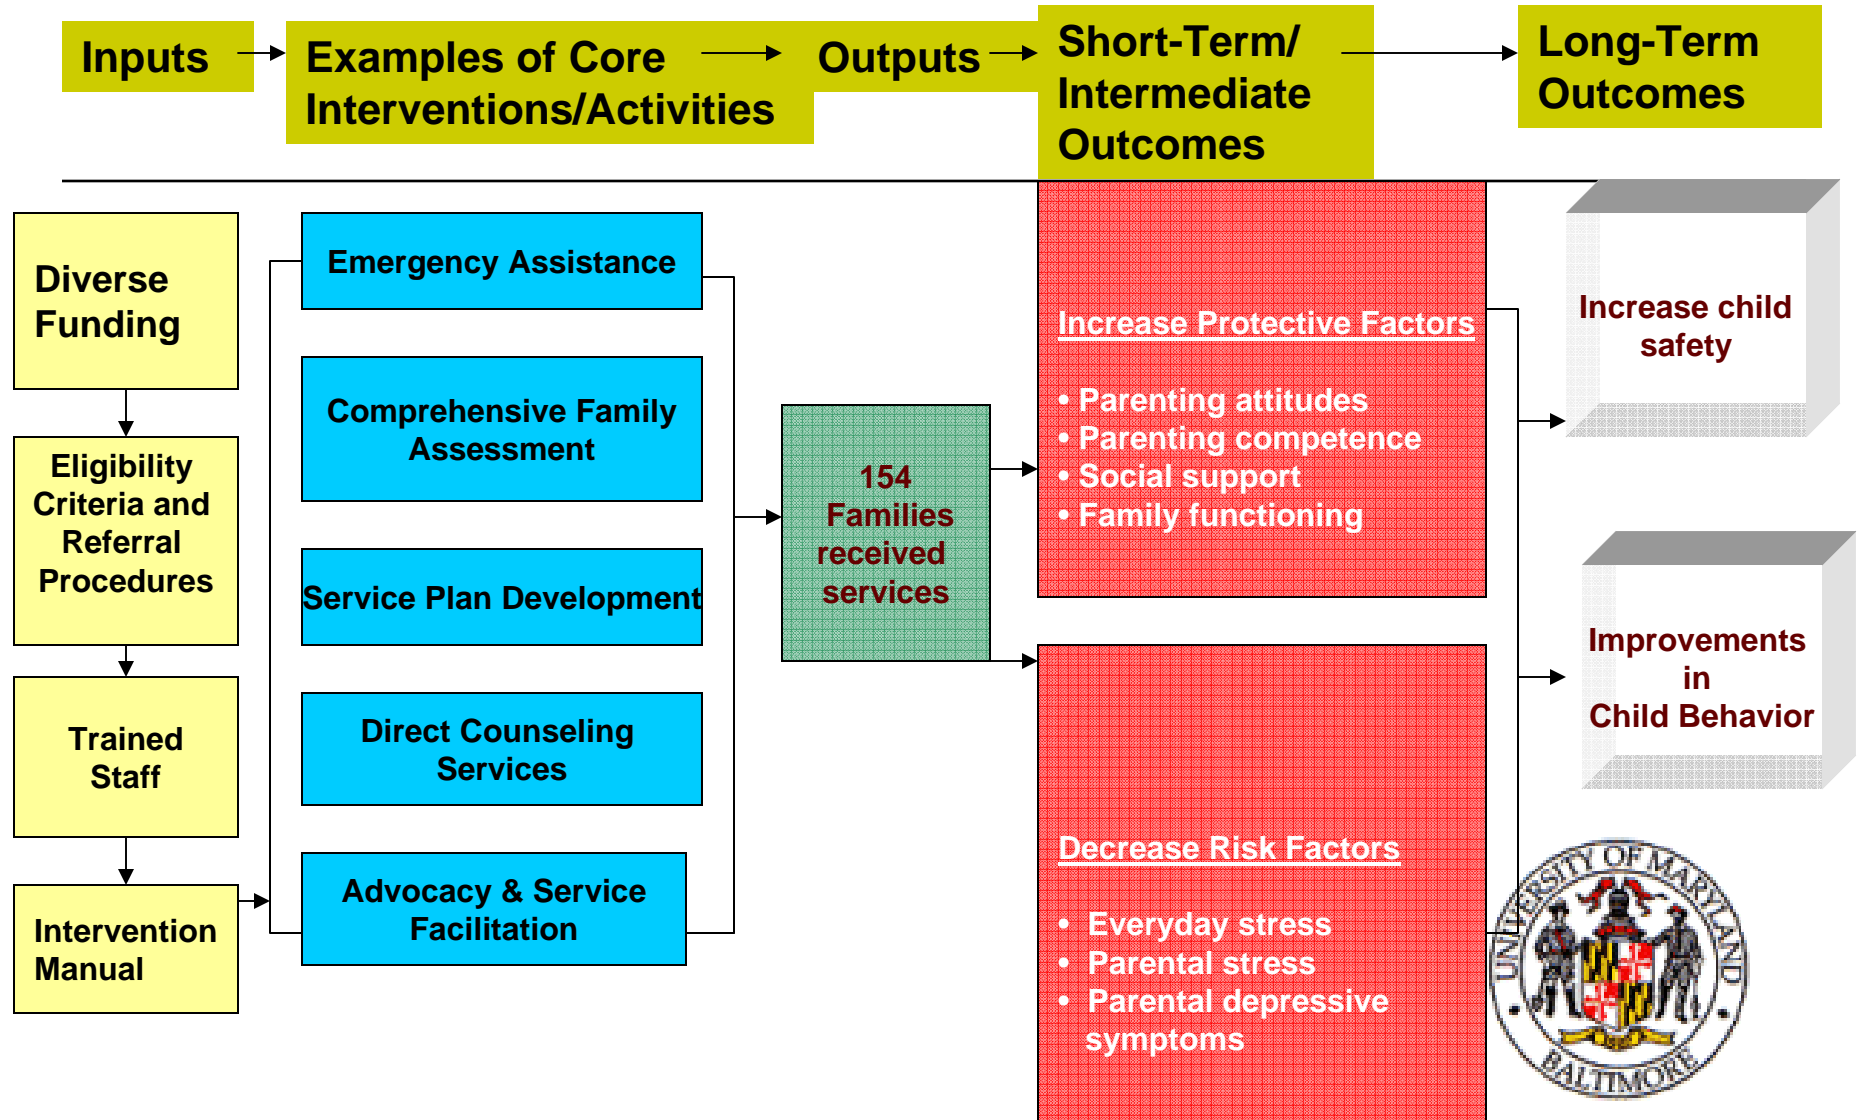 Inputs
Examples of Core
Interventions/Activities
Outputs
Short-Term/
Intermediate
Outcomes
Long-Term
Outcomes
Diverse
Funding
Eligibility
Criteria and
Referral
Procedures
Trained
Staff
Intervention
Manual
Emergency Assistance
Comprehensive Family
Assessment
Service Plan Development
Direct Counseling
Services
Advocacy & Service
Facilitation
154
Families
received
services
Increase Protective Factors
• Parenting attitudes
• Parenting competence
• Social support
• Family functioning
Decrease Risk Factors
• Everyday stress
• Parental stress
• Parental depressive
symptoms
Increase child
safety
Improvements
in
Child Behavior
UNIVERSITY OF MARYLAND
BALTIMORE